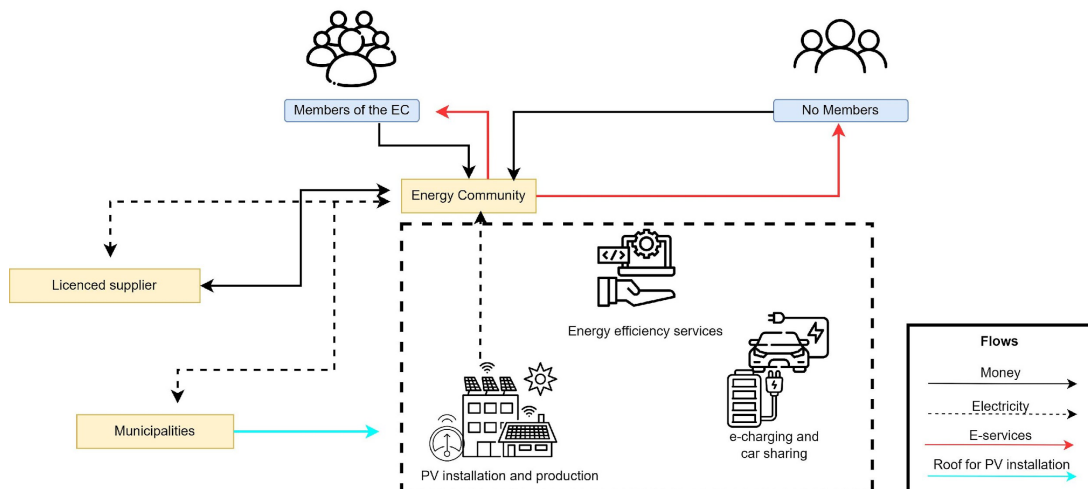 Members of the EC
No Members
Energy Community
Licenced supplier
</>
Energy efficiency services
Municipalities
PV installation and production
e-charging and
car sharing
Flows
Money
Electricity
E-services
Roof for PV installation